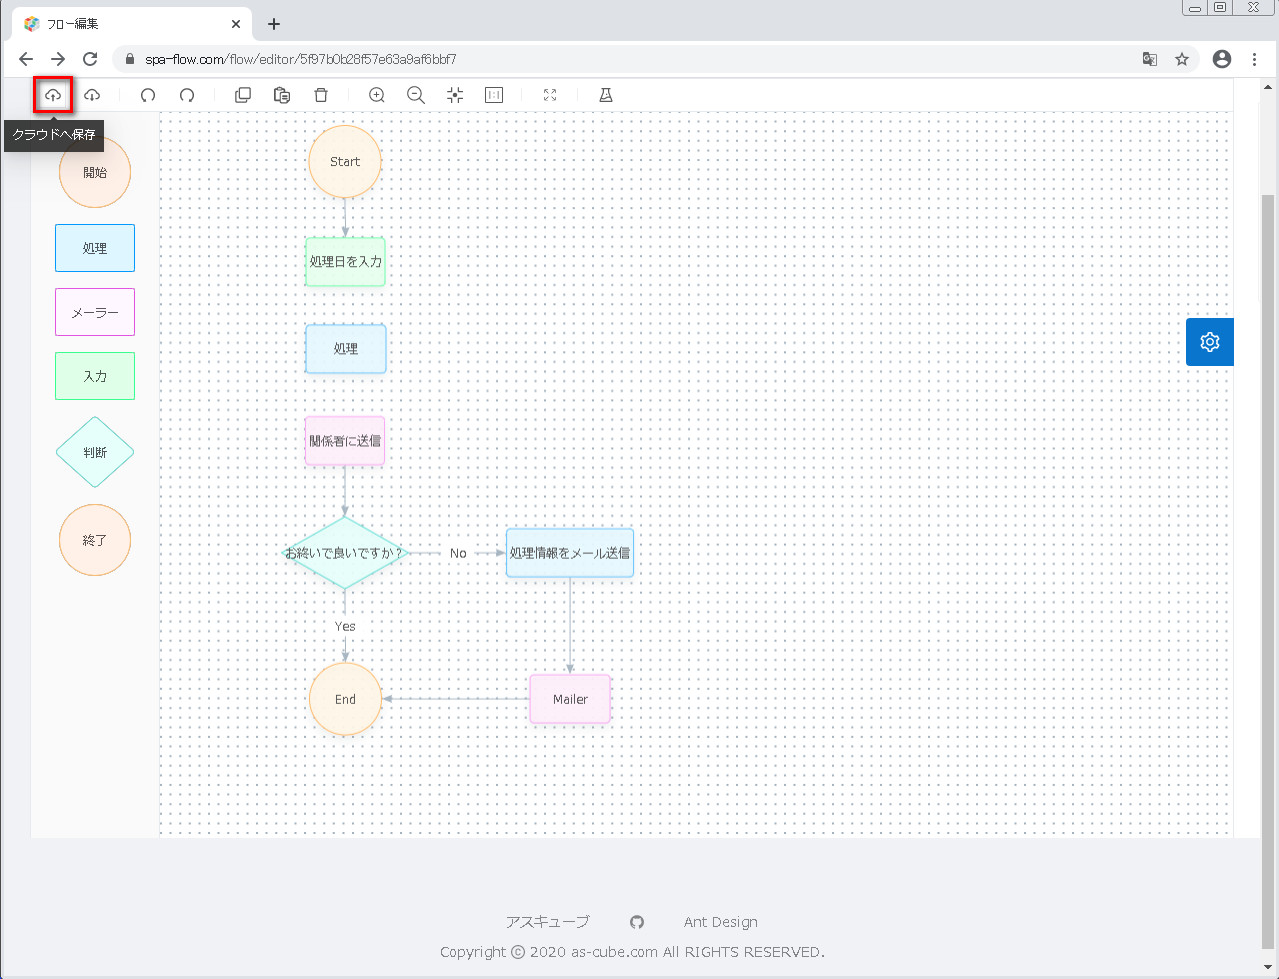 フロー編集
spa-flow.com/flow/editor/5f97b0b28f57e63a9af6bbf7
クラウドへ保存
開始
処理
メーラー
入力
判断
終了
Start
処理日を入力
処理
関係者に送信
お終いで良いですか？
No
処理情報をメール送信
Yes
End
Mailer
アスキューブ
Ant Design
Copyright © 2020 as-cube.com All RIGHTS RESERVED.